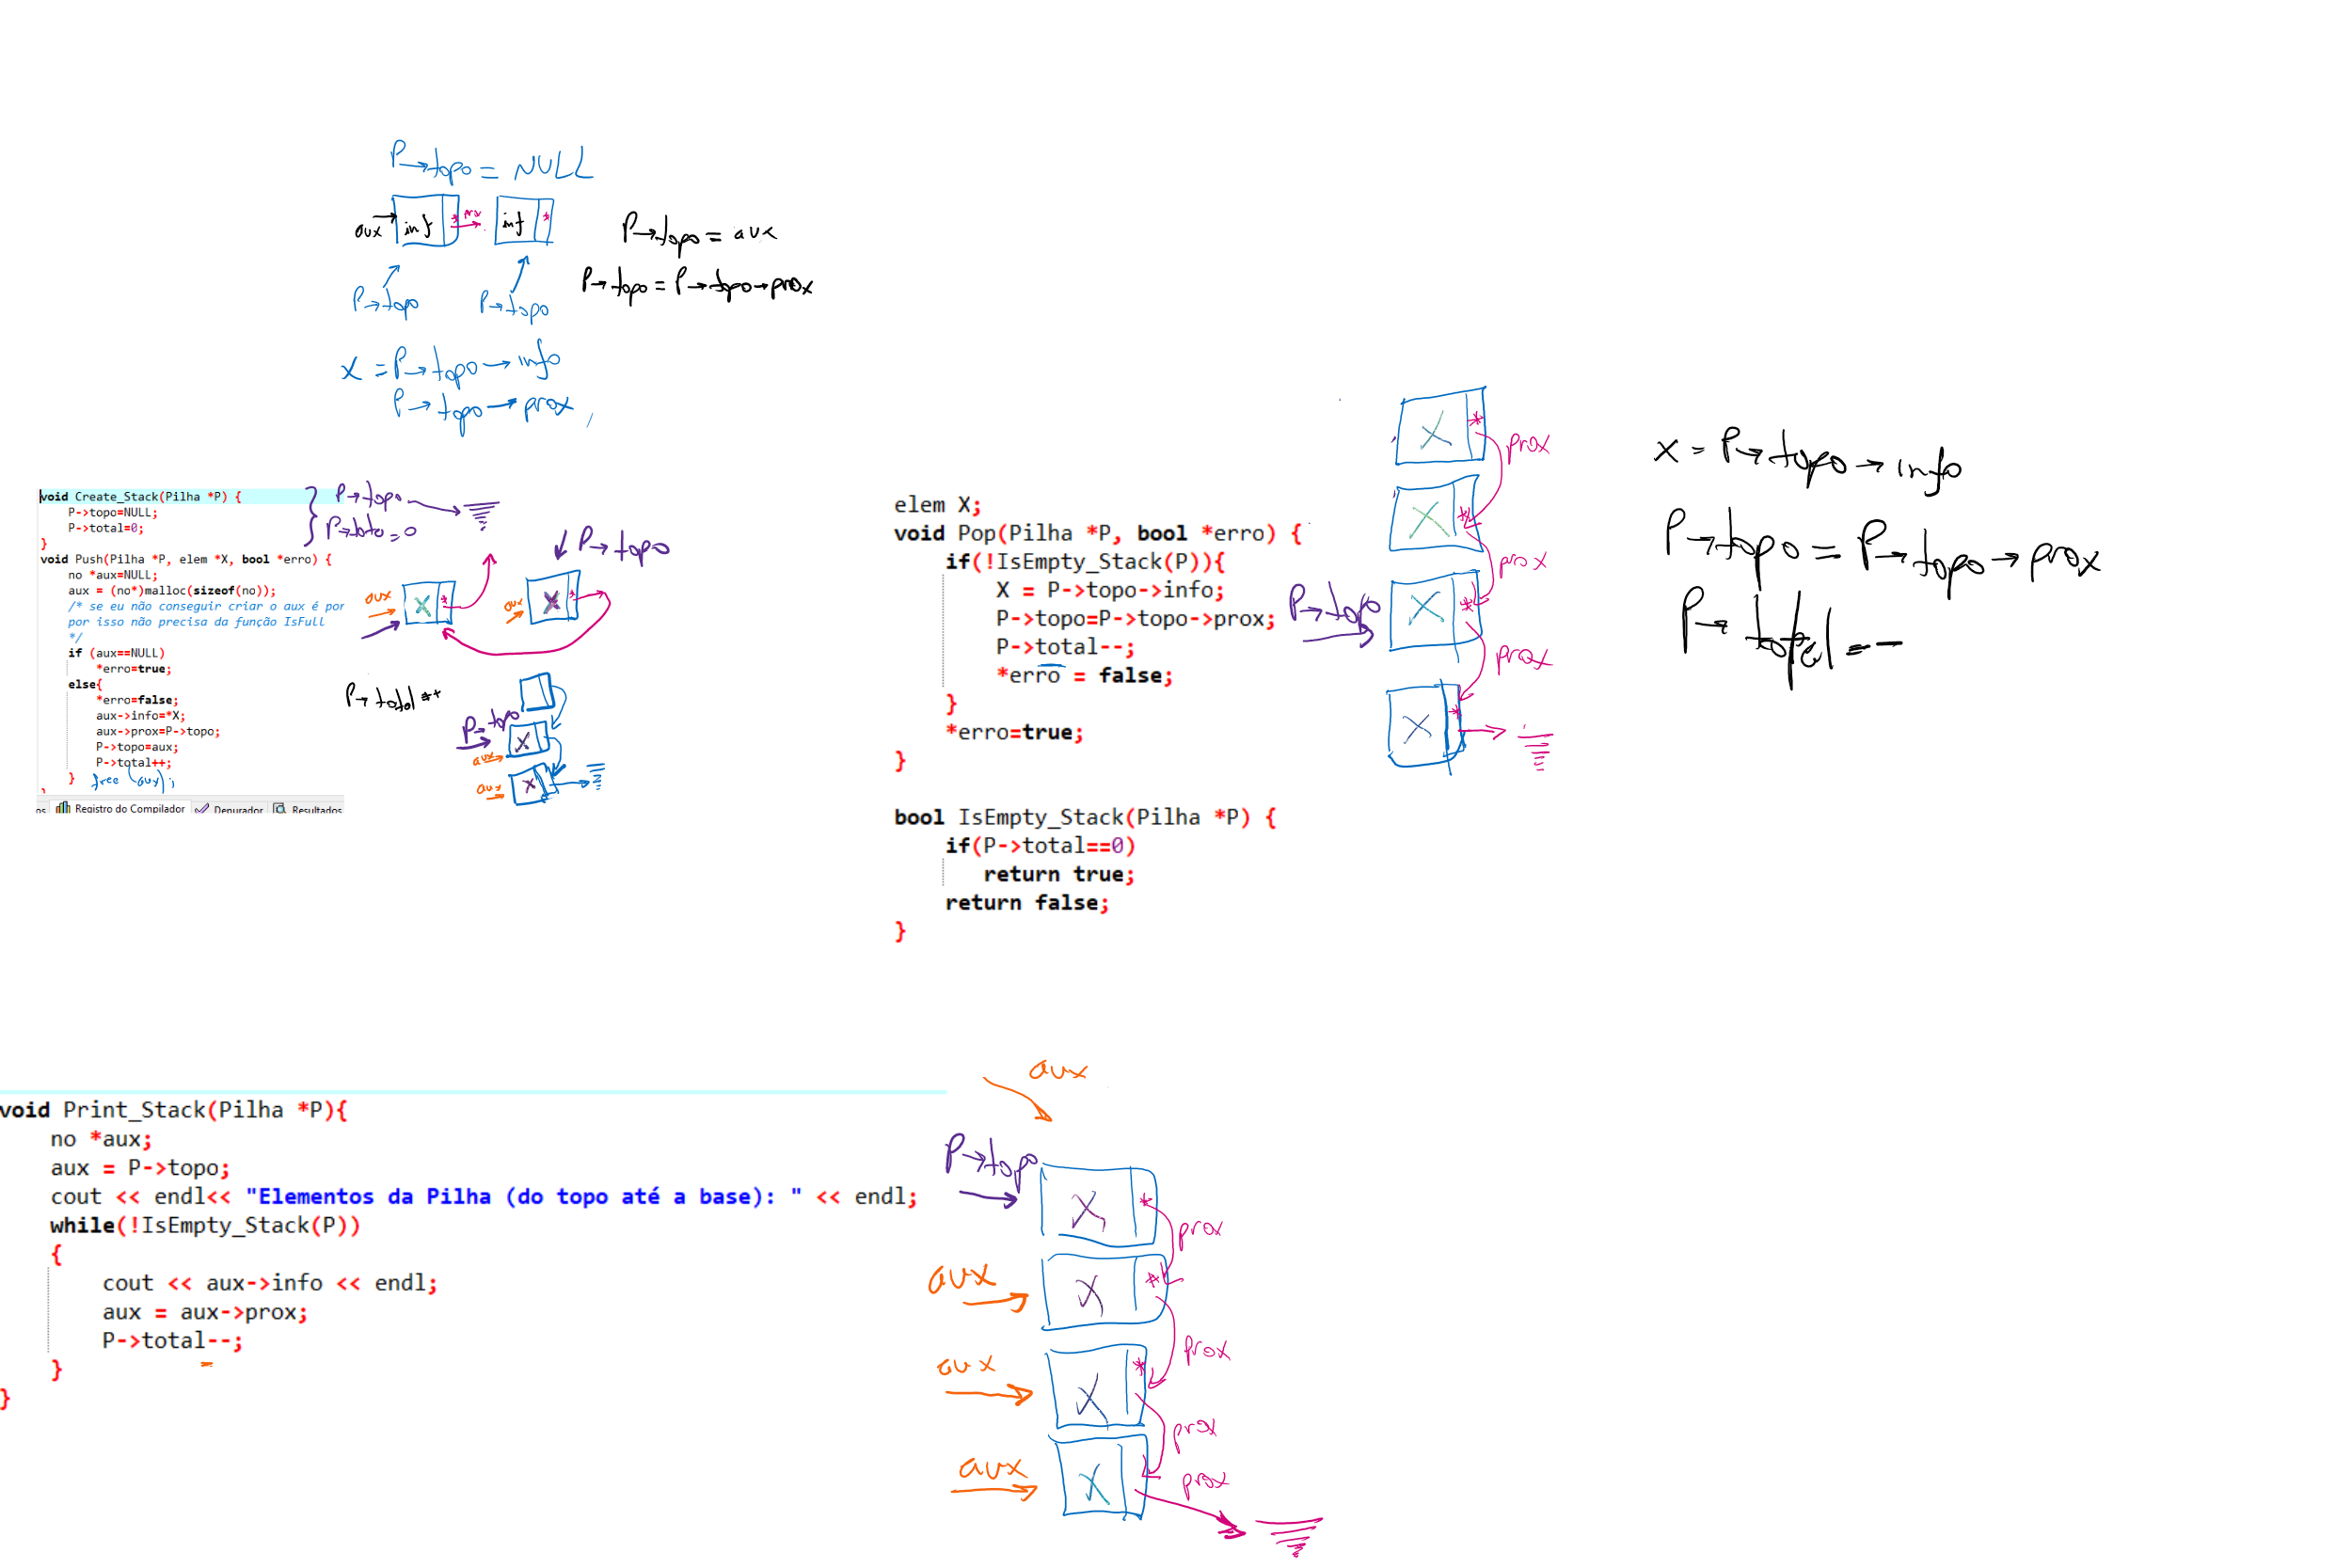 P→topo = NULL
aux inf * prox inf *
P→topo = aux
P→topo = P→topo→prox
P→topo P→topo
x = P→topo→info
P→topo→prox,
void Create_Stack(Pilha *P) {
P->topo=NULL;
P->total=0;
}
void Push(Pilha *P, elem *X, bool *erro) {
no *aux=NULL;
aux = (no*)malloc(sizeof(no));
/* se eu não conseguir criar o aux é por
por isso não precisa da função IsFull
*/
if (aux==NULL)
*erro=true;
else{
*erro=false;
aux->info=*X;
aux->prox=P->topo;
P->topo=aux;
P->total++;
} free (aux);
os Registro do Compilador Depurador Resultados
P→topo
=0
P→topo
aux X * aux X *
P→total ++
P→topo
X
aux
aux X
elem X;
void Pop(Pilha *P, bool *erro) {
if(!IsEmpty_Stack(P)){
X = P->topo->info;
P->topo=P->topo->prox;
P->total--;
*erro = false;
}
*erro=true;
}
bool IsEmpty_Stack(Pilha *P) {
if(P->total==0)
return true;
return false;
}
X * prox
X * prox
P→topo X * prox
X *
x = P→topo→info
P→topo = P→topo→prox
P→total --
void Print_Stack(Pilha *P){
no *aux;
aux = P->topo;
cout << endl<< "Elementos da Pilha (do topo até a base): " << endl;
while(!IsEmpty_Stack(P))
{
cout << aux->info << endl;
aux = aux->prox;
P->total--;
}
}
aux
P→topo
X * prox
aux X * prox
aux X * prox
aux X prox